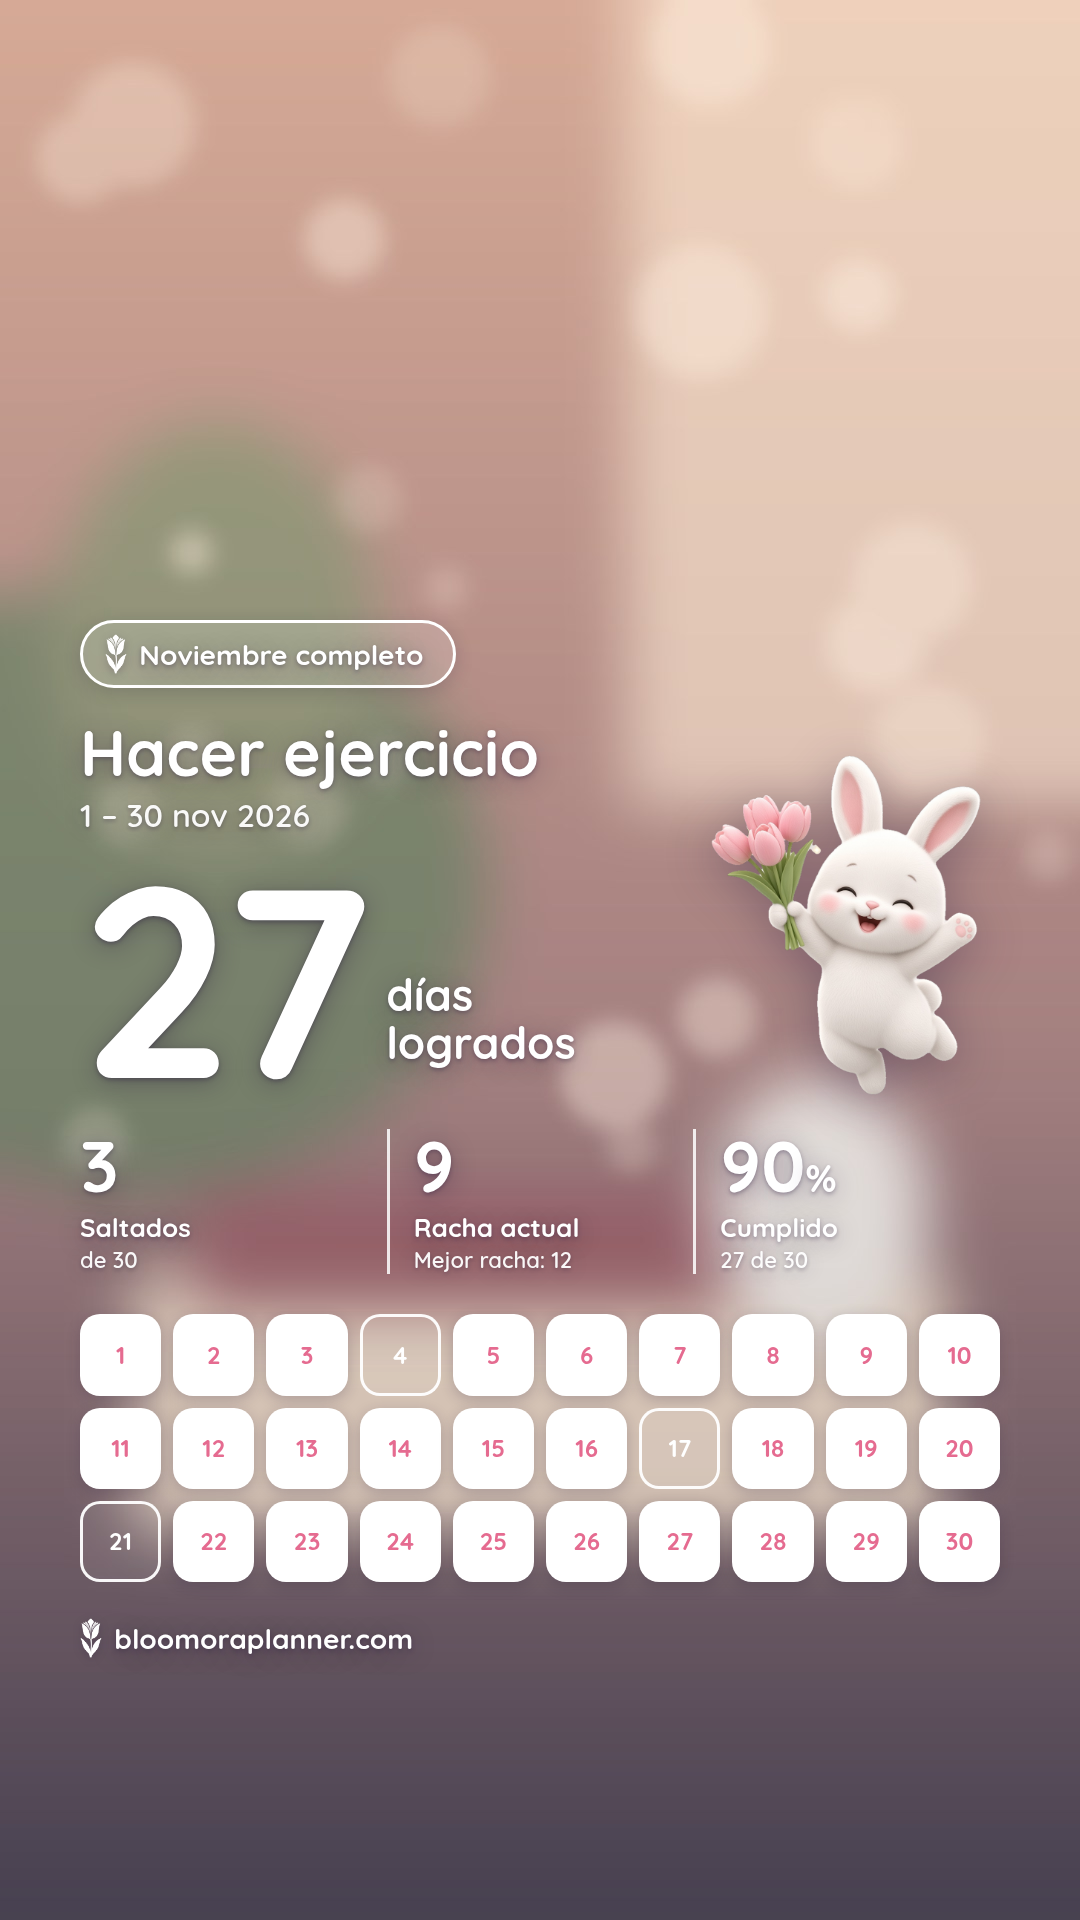 Noviembre completo
Hacer ejercicio
1 – 30 nov 2026
27 días
logrados
3
Saltados
de 30
9
Racha actual
Mejor racha: 12
90%
Cumplido
27 de 30
1 2 3 4 5 6 7 8 9 10
11 12 13 14 15 16 17 18 19 20
21 22 23 24 25 26 27 28 29 30
bloomoraplanner.com